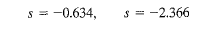 s = −0.634, s = −2.366